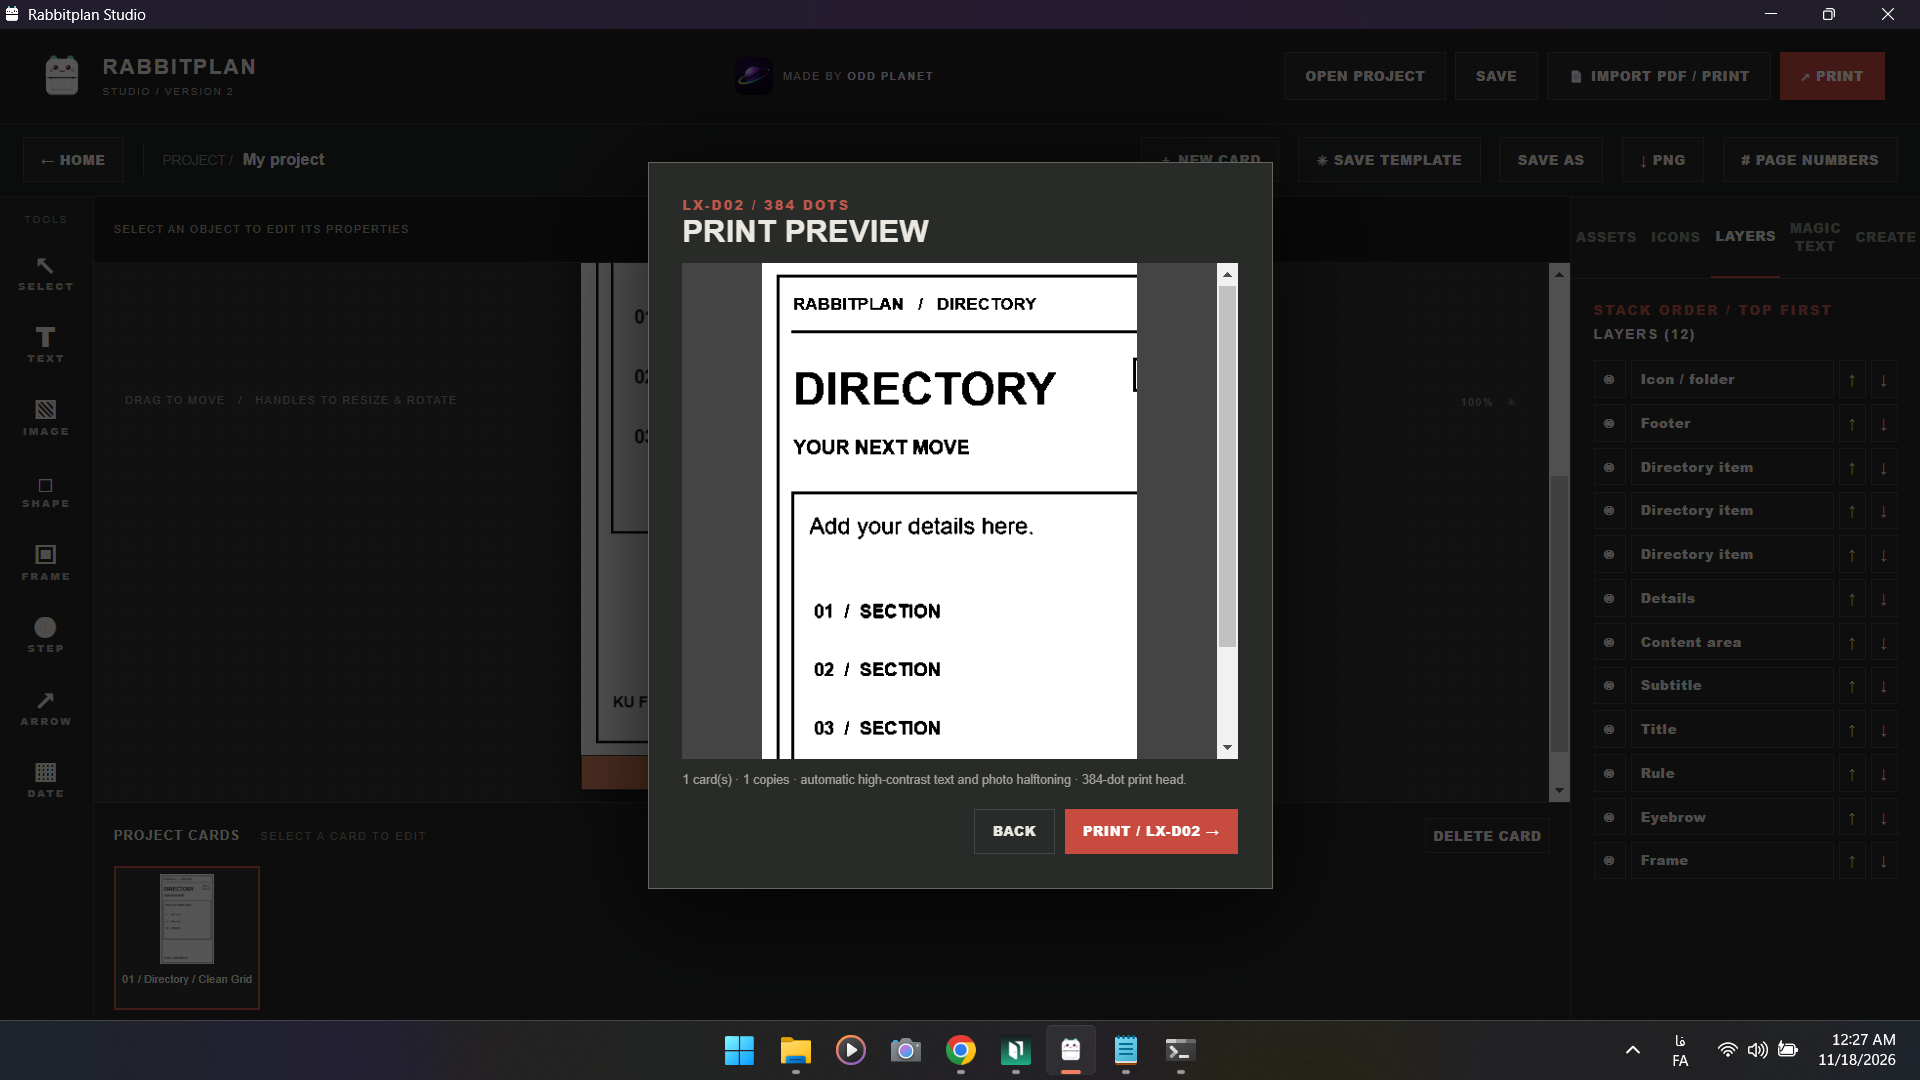 Rabbitplan Studio
RABBITPLAN
STUDIO / VERSION 2
MADE BY ODD PLANET
OPEN PROJECT
SAVE
IMPORT PDF / PRINT
↗ PRINT
← HOME
PROJECT / My project
+ NEW CARD
✳ SAVE TEMPLATE
SAVE AS
↓ PNG
# PAGE NUMBERS
TOOLS
SELECT
TEXT
IMAGE
SHAPE
FRAME
STEP
ARROW
DATE
SELECT AN OBJECT TO EDIT ITS PROPERTIES
DRAG TO MOVE / HANDLES TO RESIZE & ROTATE
100%
KU F
LX-D02 / 384 DOTS
PRINT PREVIEW
RABBITPLAN / DIRECTORY
DIRECTORY
YOUR NEXT MOVE
Add your details here.
01 / SECTION
02 / SECTION
03 / SECTION
1 card(s) · 1 copies · automatic high-contrast text and photo halftoning · 384-dot print head.
BACK
PRINT / LX-D02 →
ASSETS
ICONS
LAYERS
MAGIC TEXT
CREATE
STACK ORDER / TOP FIRST
LAYERS (12)
Icon / folder ↑ ↓
Footer ↑ ↓
Directory item ↑ ↓
Directory item ↑ ↓
Directory item ↑ ↓
Details ↑ ↓
Content area ↑ ↓
Subtitle ↑ ↓
Title ↑ ↓
Rule ↑ ↓
Eyebrow ↑ ↓
Frame ↑ ↓
PROJECT CARDS
SELECT A CARD TO EDIT
DELETE CARD
DIRECTORY
01 / Directory / Clean Grid
فا
FA
12:27 AM
11/18/2026